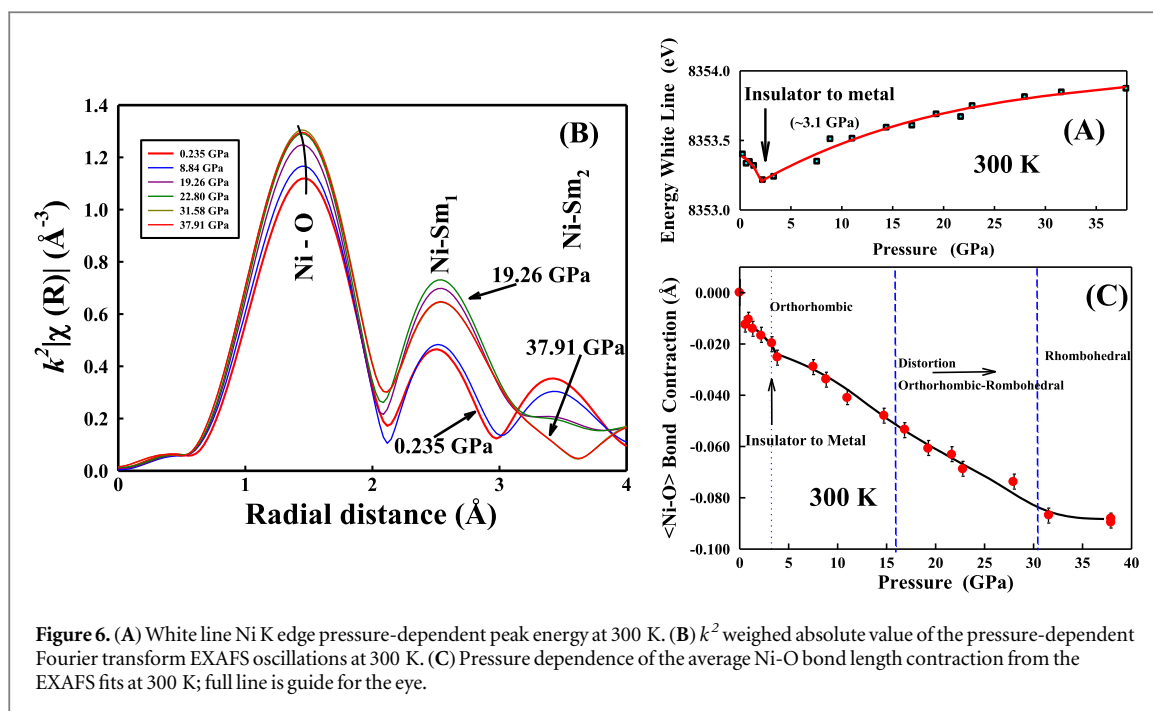 (B)
0.235 GPa
8.84 GPa
19.26 GPa
22.80 GPa
31.58 GPa
37.91 GPa
Ni - O
Ni-Sm1
Ni-Sm2
19.26 GPa
37.91 GPa
0.235 GPa
k²|χ (R)| (Å⁻³)
1.4
1.2
1.0
0.8
0.6
0.4
0.2
0.0
0 1 2 3 4
Radial distance (Å)
Energy White Line (eV)
8354.0
8353.5
8353.0
Insulator to metal
(~3.1 GPa)
(A)
300 K
0 5 10 15 20 25 30 35
Pressure (GPa)
<Ni-O> Bond Contraction (Å)
0.000
-0.020
-0.040
-0.060
-0.080
-0.100
Orthorhombic
(C)
Distortion
Orthorhombic-Rombohedral
Rhombohedral
Insulator to Metal
300 K
0 5 10 15 20 25 30 35 40
Pressure (GPa)
Figure 6. (A) White line Ni K edge pressure-dependent peak energy at 300 K. (B) k² weighed absolute value of the pressure-dependent
Fourier transform EXAFS oscillations at 300 K. (C) Pressure dependence of the average Ni-O bond length contraction from the
EXAFS fits at 300 K; full line is guide for the eye.